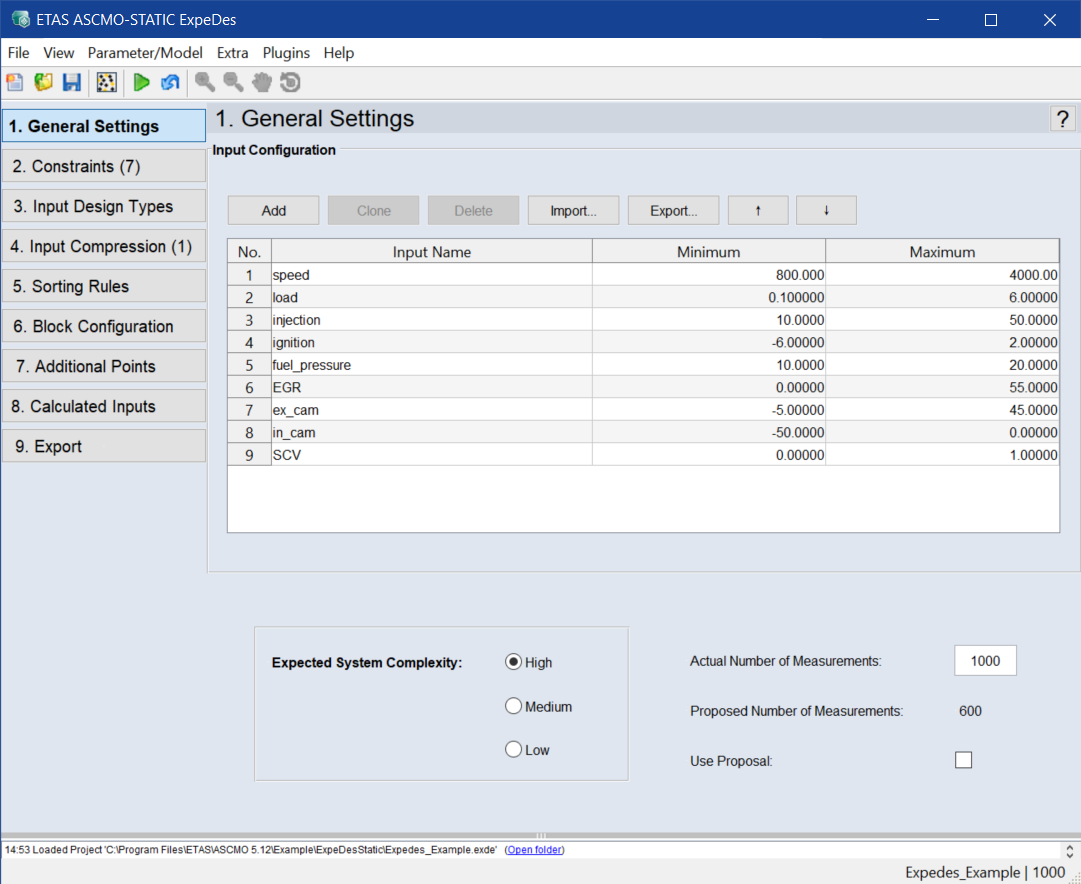 ETAS ASCMO-STATIC ExpeDes
File View Parameter/Model Extra Plugins Help
1. General Settings
2. Constraints (7)
3. Input Design Types
4. Input Compression (1)
5. Sorting Rules
6. Block Configuration
7. Additional Points
8. Calculated Inputs
9. Export
1. General Settings ?
Input Configuration
Add Clone Delete Import... Export... ↑ ↓
No. Input Name Minimum Maximum
1 speed 800.000 4000.00
2 load 0.100000 6.00000
3 injection 10.0000 50.0000
4 ignition -6.00000 2.00000
5 fuel_pressure 10.0000 20.0000
6 EGR 0.00000 55.0000
7 ex_cam -5.00000 45.0000
8 in_cam -50.0000 0.00000
9 SCV 0.00000 1.00000
Expected System Complexity: High
Medium
Low
Actual Number of Measurements: 1000
Proposed Number of Measurements: 600
Use Proposal:
14:53 Loaded Project 'C:\Program Files\ETAS\ASCMO 5.12\Example\ExpeDesStatic\Expedes_Example.exde' (Open folder)
Expedes_Example | 1000